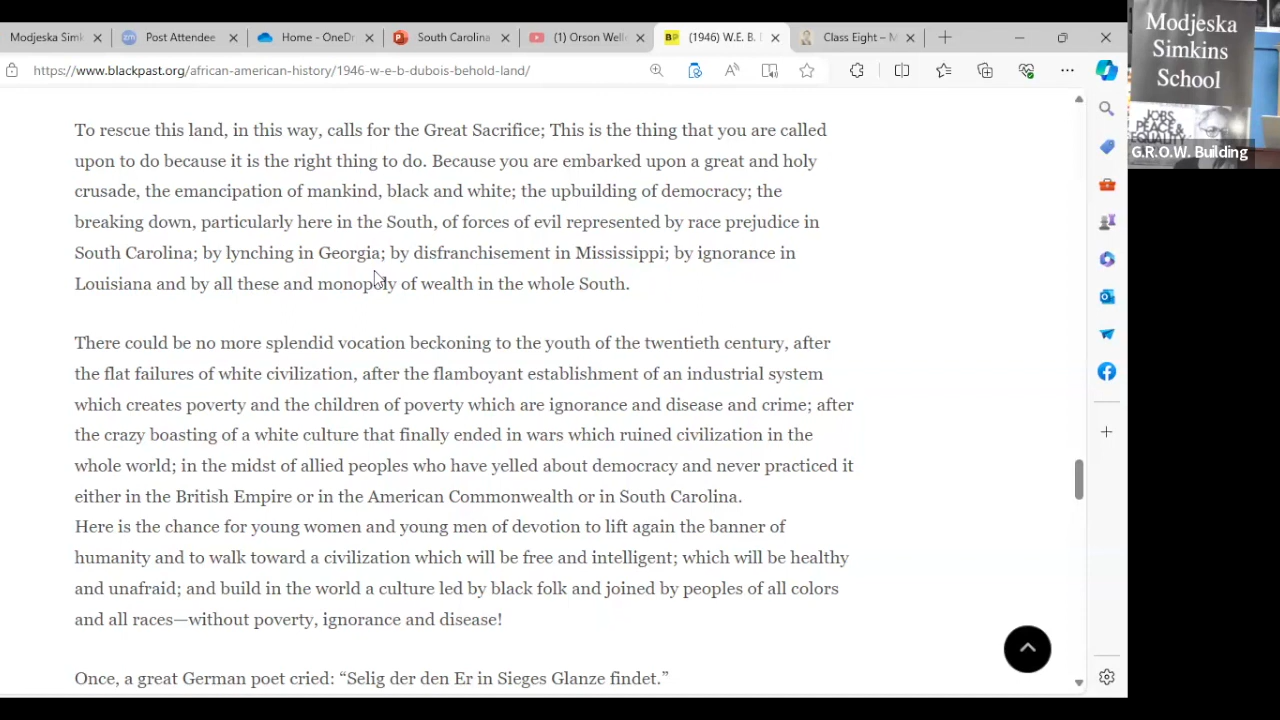 Modjeska Simk
Post Attendee
Home - OneDr
South Carolina
(1) Orson Well
(1946) W.E.B. 
Class Eight – M
https://www.blackpast.org/african-american-history/1946-w-e-b-dubois-behold-land/
To rescue this land, in this way, calls for the Great Sacrifice; This is the thing that you are called
upon to do because it is the right thing to do. Because you are embarked upon a great and holy
crusade, the emancipation of mankind, black and white; the upbuilding of democracy; the
breaking down, particularly here in the South, of forces of evil represented by race prejudice in
South Carolina; by lynching in Georgia; by disfranchisement in Mississippi; by ignorance in
Louisiana and by all these and monopoly of wealth in the whole South.
There could be no more splendid vocation beckoning to the youth of the twentieth century, after
the flat failures of white civilization, after the flamboyant establishment of an industrial system
which creates poverty and the children of poverty which are ignorance and disease and crime; after
the crazy boasting of a white culture that finally ended in wars which ruined civilization in the
whole world; in the midst of allied peoples who have yelled about democracy and never practiced it
either in the British Empire or in the American Commonwealth or in South Carolina.
Here is the chance for young women and young men of devotion to lift again the banner of
humanity and to walk toward a civilization which will be free and intelligent; which will be healthy
and unafraid; and build in the world a culture led by black folk and joined by peoples of all colors
and all races—without poverty, ignorance and disease!
Once, a great German poet cried: “Selig der den Er in Sieges Glanze findet.”
Modjeska
Simkins
School
JOBS
PEACE &
EQUALITY
G.R.O.W. Building